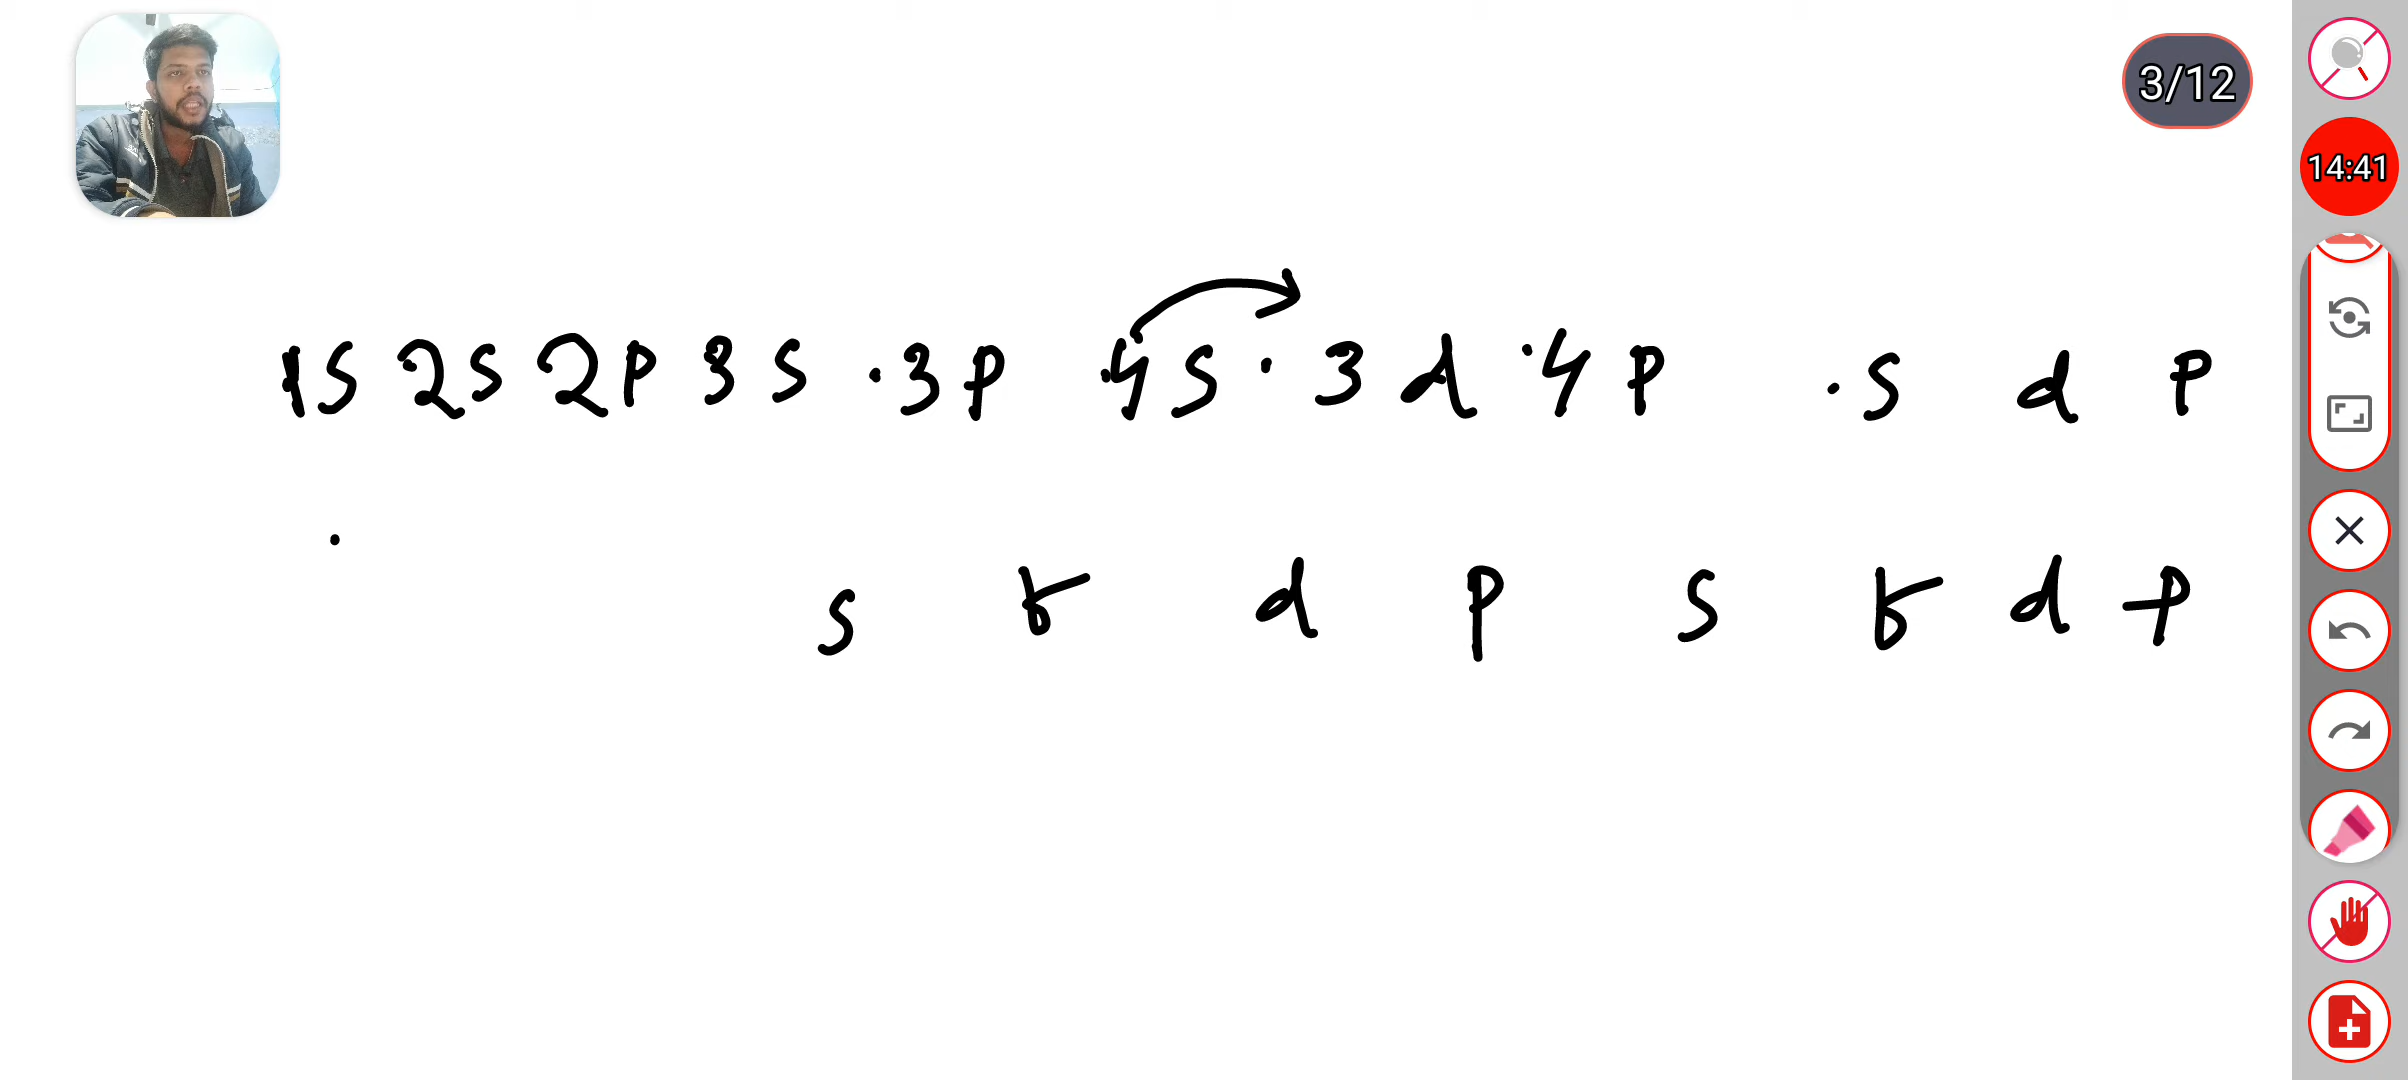 3/12
14:41
1s 2s 2p 3s . 3p . 4s . 3d . 4p . s d p
s f d p s f d p